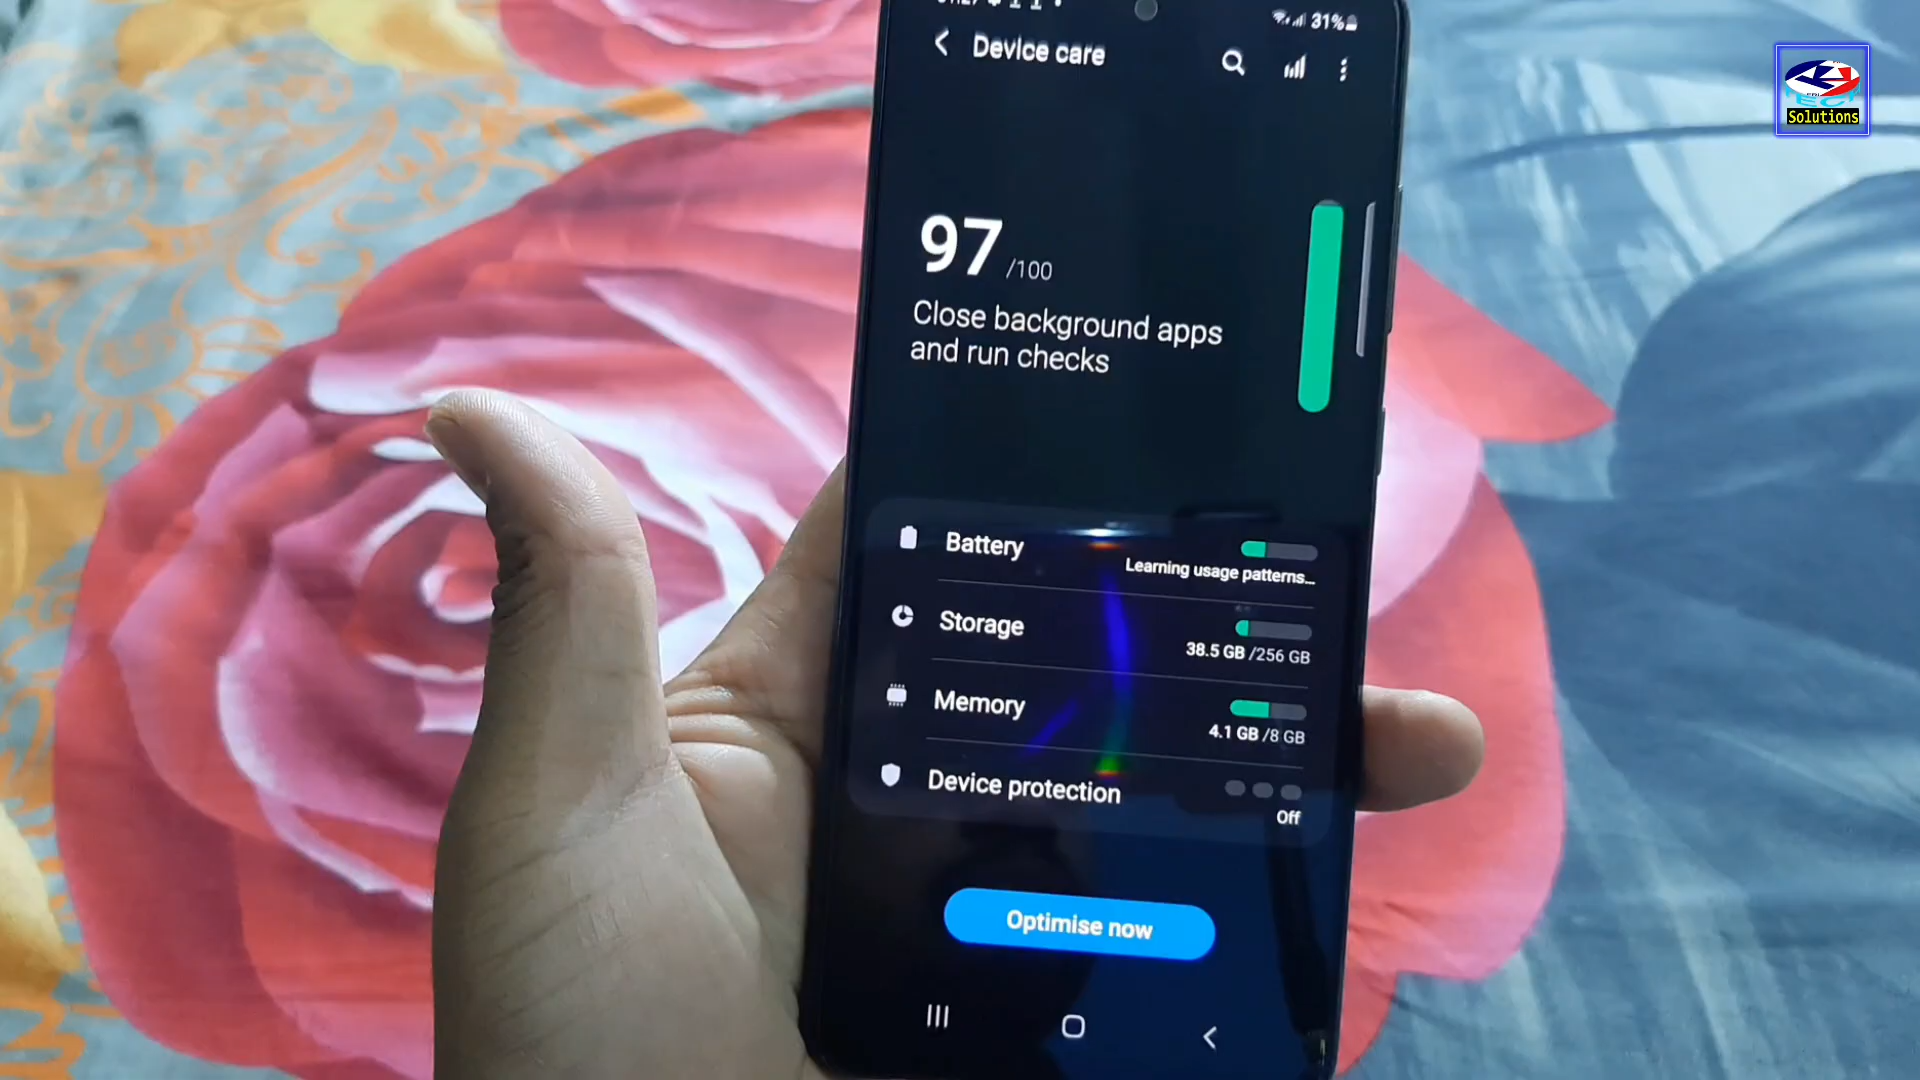 31%
Device care
97 /100
Close background apps
and run checks
Battery
Learning usage patterns...
Storage
38.5 GB /256 GB
Memory
4.1 GB /8 GB
Device protection
Off
Optimise now
Solutions